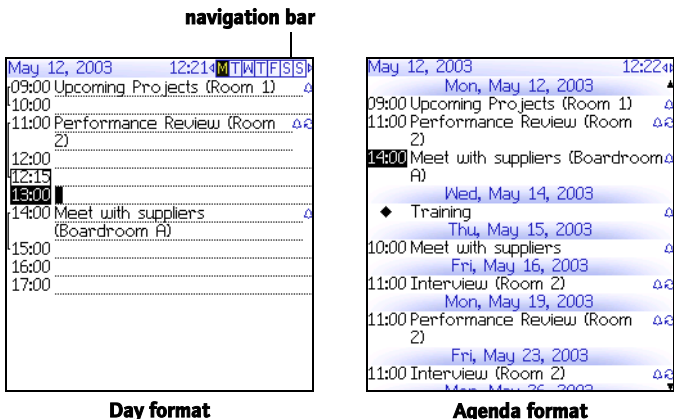 navigation bar
May 12, 2003 12:21 M T W T F S S
09:00 Upcoming Projects (Room 1)
10:00
11:00 Performance Review (Room
2)
12:00
12:15
13:00
14:00 Meet with suppliers
(Boardroom A)
15:00
16:00
17:00
Day format
May 12, 2003 12:22
Mon, May 12, 2003
09:00 Upcoming Projects (Room 1)
11:00 Performance Review (Room
2)
14:00 Meet with suppliers (Boardroom
A)
Wed, May 14, 2003
Training
Thu, May 15, 2003
10:00 Meet with suppliers
Fri, May 16, 2003
11:00 Interview (Room 2)
Mon, May 19, 2003
11:00 Performance Review (Room
2)
Fri, May 23, 2003
11:00 Interview (Room 2)
Mon, May 26, 2003
Agenda format